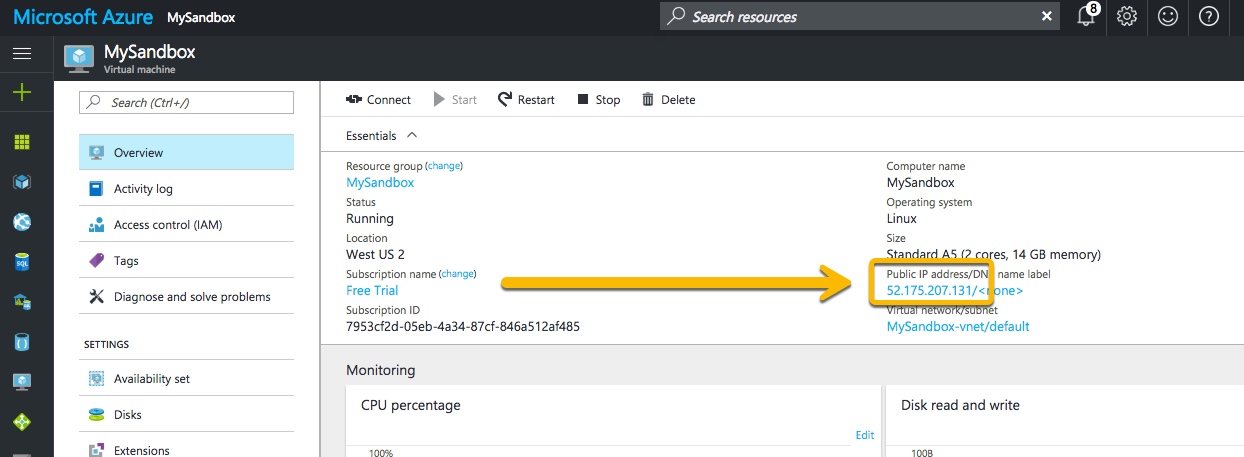 Microsoft Azure MySandbox
Search resources
8
MySandbox
Virtual machine
Search (Ctrl+/)
Overview
Activity log
Access control (IAM)
Tags
Diagnose and solve problems
SETTINGS
Availability set
Disks
Extensions
Connect Start Restart Stop Delete
Essentials
Resource group (change)
MySandbox
Status
Running
Location
West US 2
Subscription name (change)
Free Trial
Subscription ID
7953cf2d-05eb-4a34-87cf-846a512af485
Computer name
MySandbox
Operating system
Linux
Size
Standard A5 (2 cores, 14 GB memory)
Public IP address/DN name label
52.175.207.131/<none>
Virtual network/subnet
MySandbox-vnet/default
Monitoring
CPU percentage
Edit
100%
Disk read and write
100B